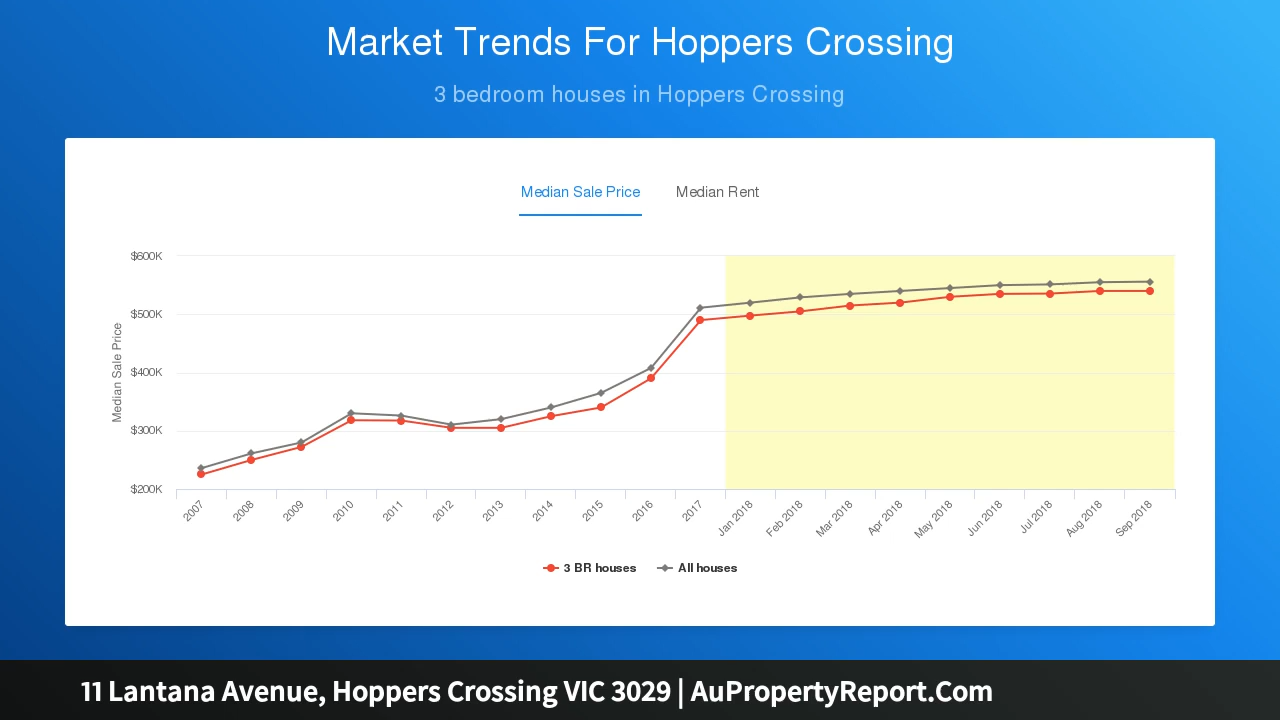 Market Trends For Hoppers Crossing
3 bedroom houses in Hoppers Crossing
Median Sale Price Median Rent
Median Sale Price
$600K
$500K
$400K
$300K
$200K
2007 2008 2009 2010 2011 2012 2013 2014 2015 2016 2017 Jan 2018 Feb 2018 Mar 2018 Apr 2018 May 2018 Jun 2018 Jul 2018 Aug 2018 Sep 2018
3 BR houses All houses
11 Lantana Avenue, Hoppers Crossing VIC 3029 | AuPropertyReport.Com